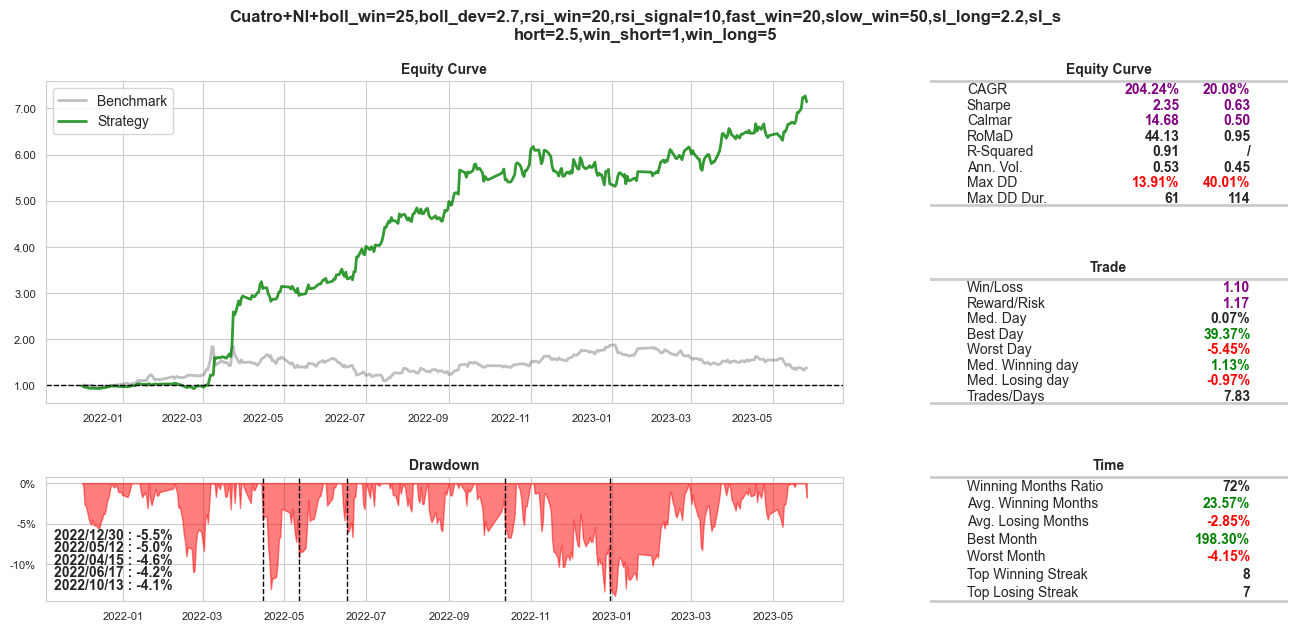 Cuatro+NI+boll_win=25,boll_dev=2.7,rsi_win=20,rsi_signal=10,fast_win=20,slow_win=50,sl_long=2.2,sl_s
hort=2.5,win_short=1,win_long=5
Equity Curve
Benchmark
Strategy
7.00
6.00
5.00
4.00
3.00
2.00
1.00
2022-01 2022-03 2022-05 2022-07 2022-09 2022-11 2023-01 2023-03 2023-05
Equity Curve
CAGR 204.24% 20.08%
Sharpe 2.35 0.63
Calmar 14.68 0.50
RoMaD 44.13 0.95
R-Squared 0.91 /
Ann. Vol. 0.53 0.45
Max DD 13.91% 40.01%
Max DD Dur. 61 114
Trade
Win/Loss 1.10
Reward/Risk 1.17
Med. Day 0.07%
Best Day 39.37%
Worst Day -5.45%
Med. Winning day 1.13%
Med. Losing day -0.97%
Trades/Days 7.83
Drawdown
0%
-5%
-10%
2022/12/30 : -5.5%
2022/05/12 : -5.0%
2022/04/15 : -4.6%
2022/06/17 : -4.2%
2022/10/13 : -4.1%
2022-01 2022-03 2022-05 2022-07 2022-09 2022-11 2023-01 2023-03 2023-05
Time
Winning Months Ratio 72%
Avg. Winning Months 23.57%
Avg. Losing Months -2.85%
Best Month 198.30%
Worst Month -4.15%
Top Winning Streak 8
Top Losing Streak 7